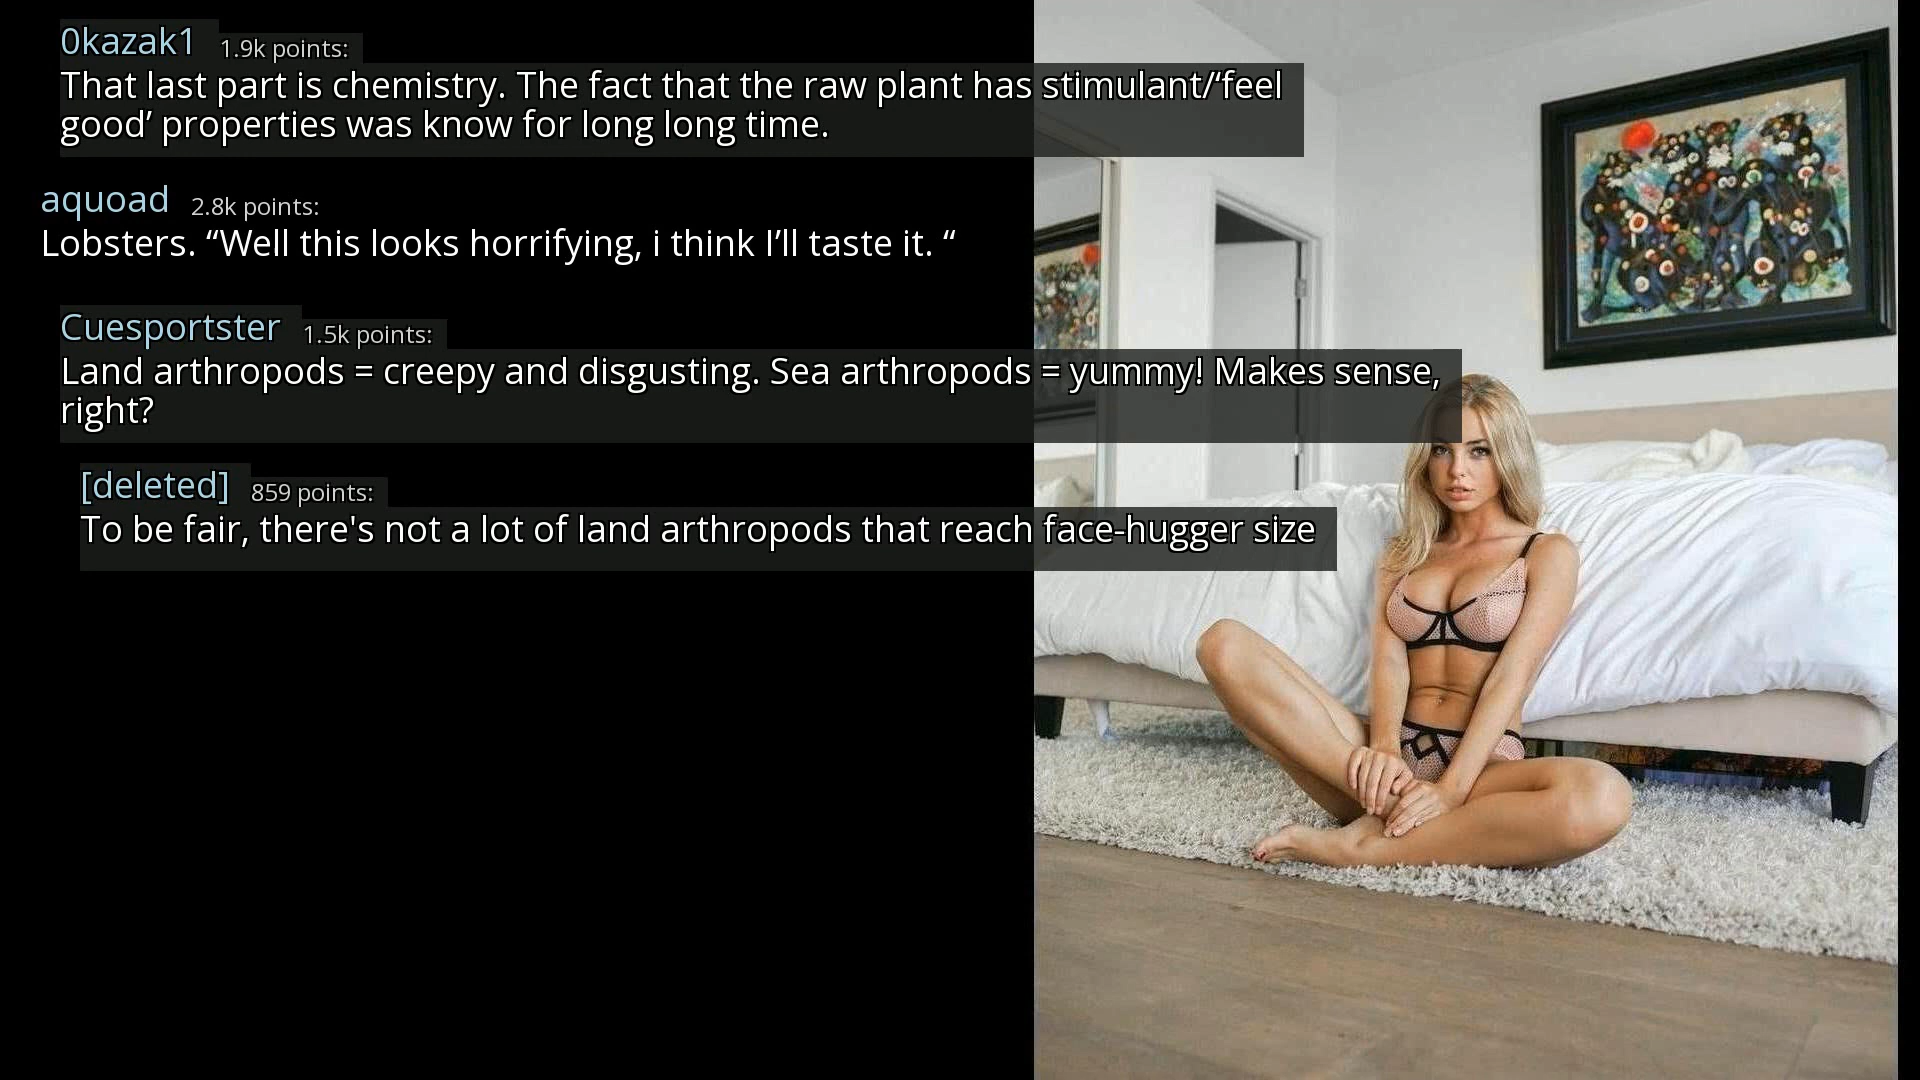 0kazak1 1.9k points:
That last part is chemistry. The fact that the raw plant has stimulant/‘feel
good’ properties was know for long long time.
aquoad 2.8k points:
Lobsters. “Well this looks horrifying, i think I’ll taste it. “
Cuesportster 1.5k points:
Land arthropods = creepy and disgusting. Sea arthropods = yummy! Makes sense,
right?
[deleted] 859 points:
To be fair, there's not a lot of land arthropods that reach face-hugger size